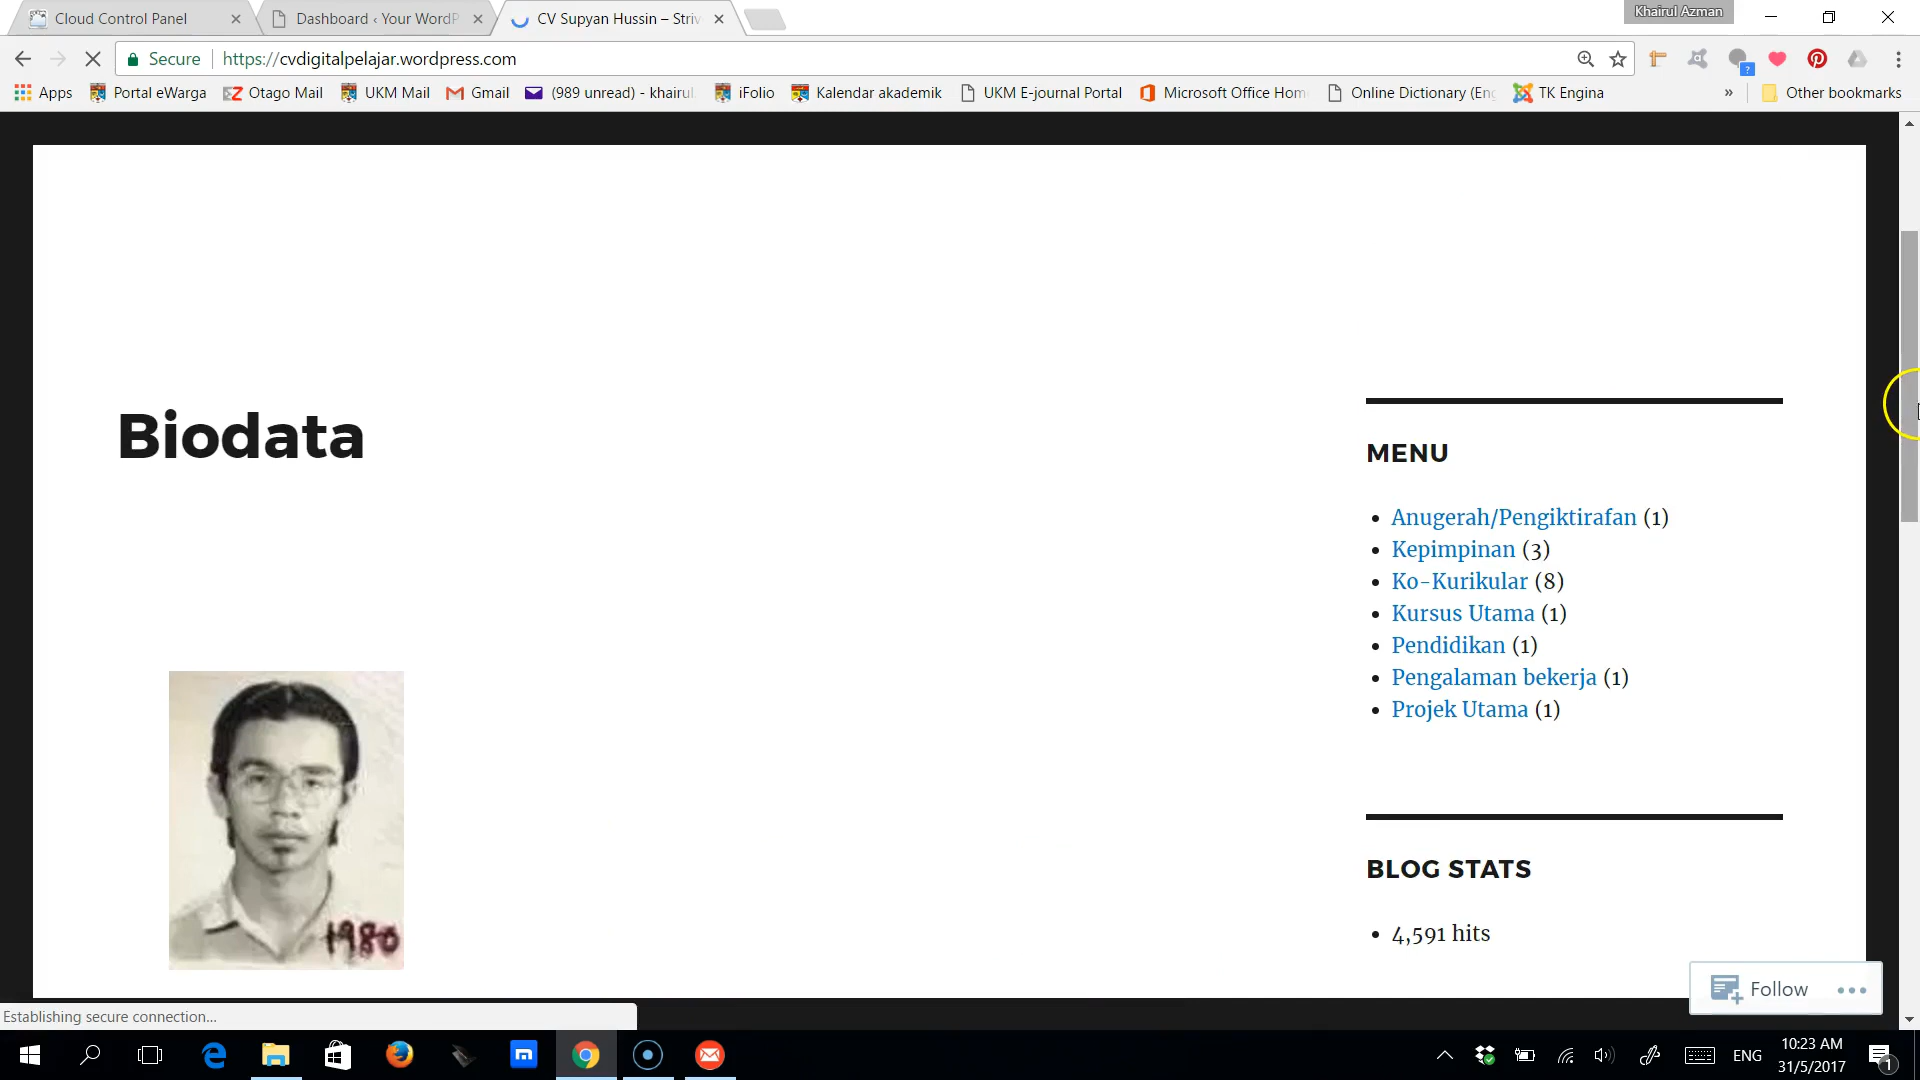 Cloud Control Panel
Dashboard ‹ Your WordP
CV Supyan Hussin – Striv
Khairul Azman
Secure
https://cvdigitalpelajar.wordpress.com
Apps
Portal eWarga
Otago Mail
UKM Mail
Gmail
(989 unread) - khairul
iFolio
Kalendar akademik
UKM E-journal Portal
Microsoft Office Hom
Online Dictionary (Eng
TK Engina
»
Other bookmarks
Biodata
MENU
Anugerah/Pengiktirafan (1)
Kepimpinan (3)
Ko-Kurikular (8)
Kursus Utama (1)
Pendidikan (1)
Pengalaman bekerja (1)
Projek Utama (1)
1980
BLOG STATS
4,591 hits
Follow
Establishing secure connection...
ENG
10:23 AM
31/5/2017
1